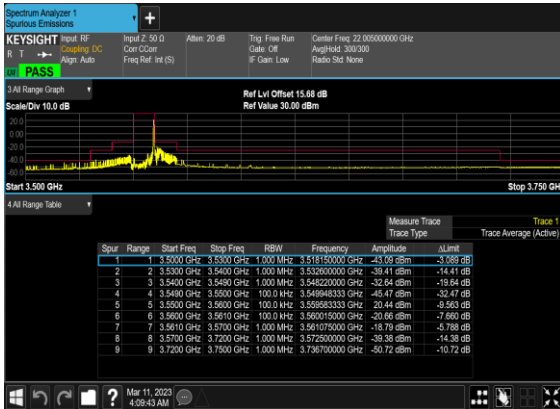 Spectrum Analyzer 1
Spurious Emissions
KEYSIGHT Input: RF Input Z: 50 Ω Atten: 20 dB Trig: Free Run Center Freq: 22.005000000 GHz
R T Coupling: DC Corr CCorr Gate: Off Avg|Hold: 300/300
Align: Auto Freq Ref: Int (S) IF Gain: Low Radio Std: None
PASS
3 All Range Graph Ref Lvl Offset 15.68 dB
Scale/Div 10.0 dB Ref Value 30.00 dBm
20.0
0.00
-20.0
-40.0
-60.0
Start 3.500 GHz Stop 3.750 GHz
4 All Range Table
Measure Trace Trace 1
Trace Type Trace Average (Active)
Spur Range Start Freq Stop Freq RBW Frequency Amplitude ΔLimit
1 1 3.5000 GHz 3.5300 GHz 1.000 MHz 3.518150000 GHz -43.09 dBm -3.089 dB
2 2 3.5300 GHz 3.5400 GHz 1.000 MHz 3.532600000 GHz -39.41 dBm -14.41 dB
3 3 3.5400 GHz 3.5490 GHz 1.000 MHz 3.548220000 GHz -32.64 dBm -19.64 dB
4 4 3.5490 GHz 3.5500 GHz 100.0 kHz 3.549948333 GHz -45.47 dBm -32.47 dB
5 5 3.5500 GHz 3.5600 GHz 100.0 kHz 3.559583333 GHz 20.44 dBm -9.563 dB
6 6 3.5600 GHz 3.5610 GHz 100.0 kHz 3.560015000 GHz -20.66 dBm -7.660 dB
7 7 3.5610 GHz 3.5700 GHz 1.000 MHz 3.561075000 GHz -18.79 dBm -5.788 dB
8 8 3.5700 GHz 3.7200 GHz 1.000 MHz 3.572500000 GHz -39.38 dBm -14.38 dB
9 9 3.7200 GHz 3.7500 GHz 1.000 MHz 3.736700000 GHz -50.72 dBm -10.72 dB
? Mar 11, 2023
4:09:43 AM